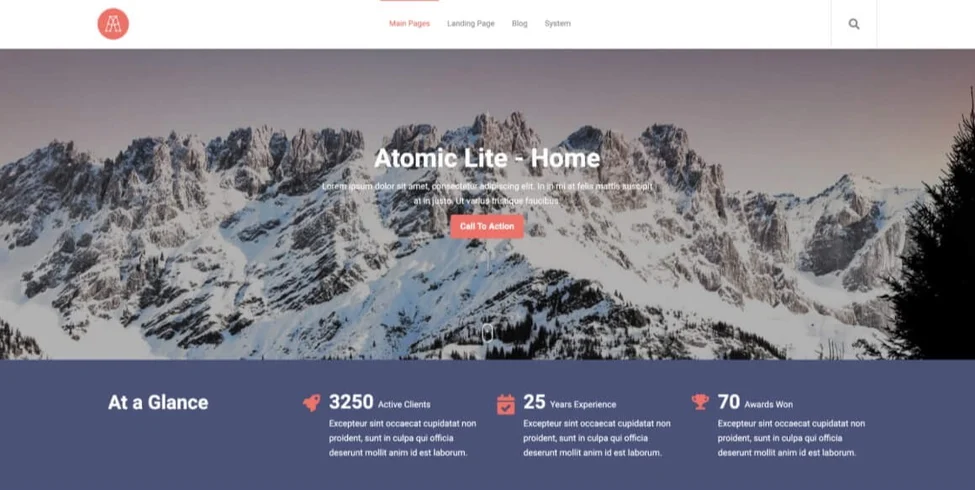 Main Pages Landing Page Blog System
Atomic Lite - Home
Lorem ipsum dolor sit amet, consectetur adipiscing elit. In in mi at felis mattis suscipit
at in justo. Ut varius tristique faucibus.
Call To Action
At a Glance
3250 Active Clients
Excepteur sint occaecat cupidatat non
proident, sunt in culpa qui officia
deserunt mollit anim id est laborum.
25 Years Experience
Excepteur sint occaecat cupidatat non
proident, sunt in culpa qui officia
deserunt mollit anim id est laborum.
70 Awards Won
Excepteur sint occaecat cupidatat non
proident, sunt in culpa qui officia
deserunt mollit anim id est laborum.